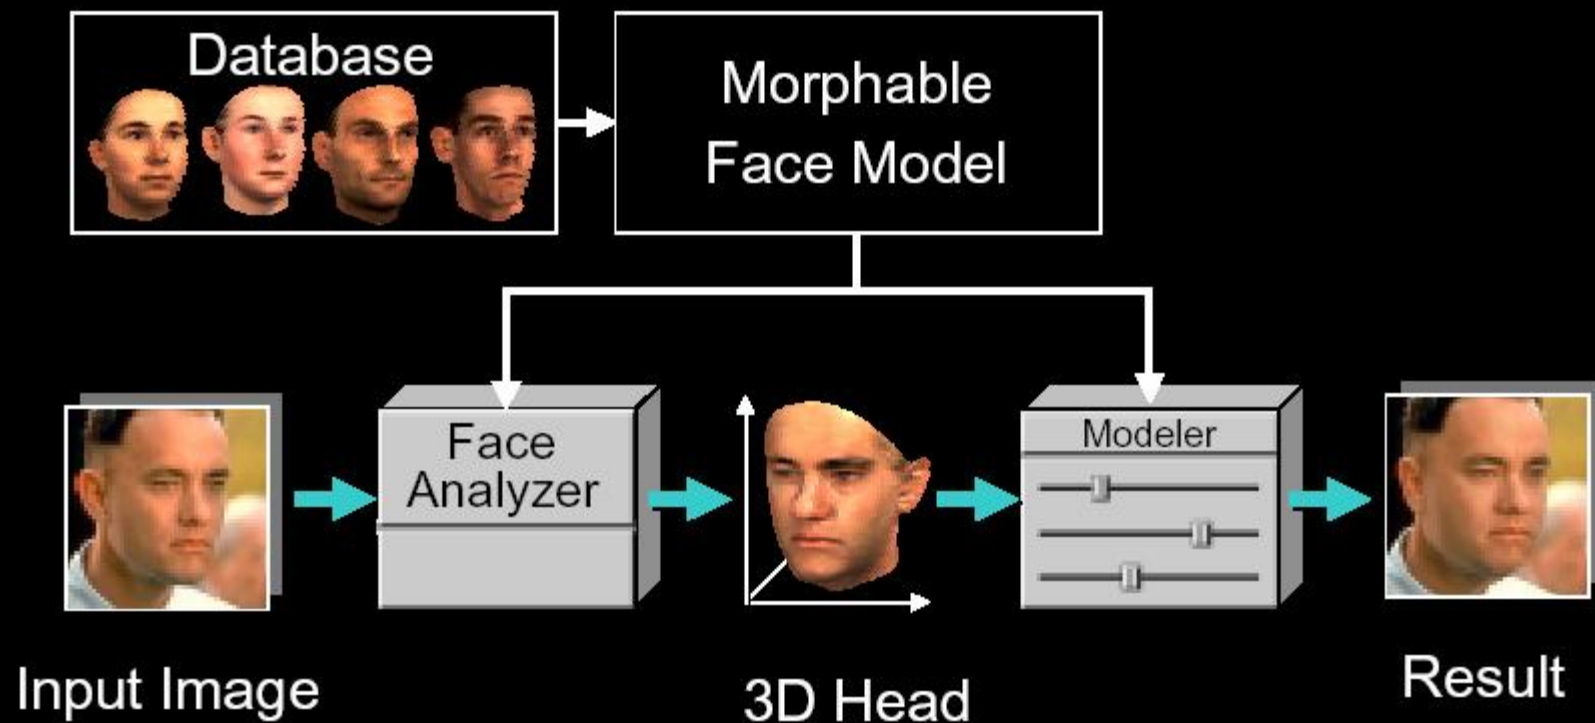 Database
Morphable
Face Model
Face
Analyzer
Modeler
Input Image
3D Head
Result